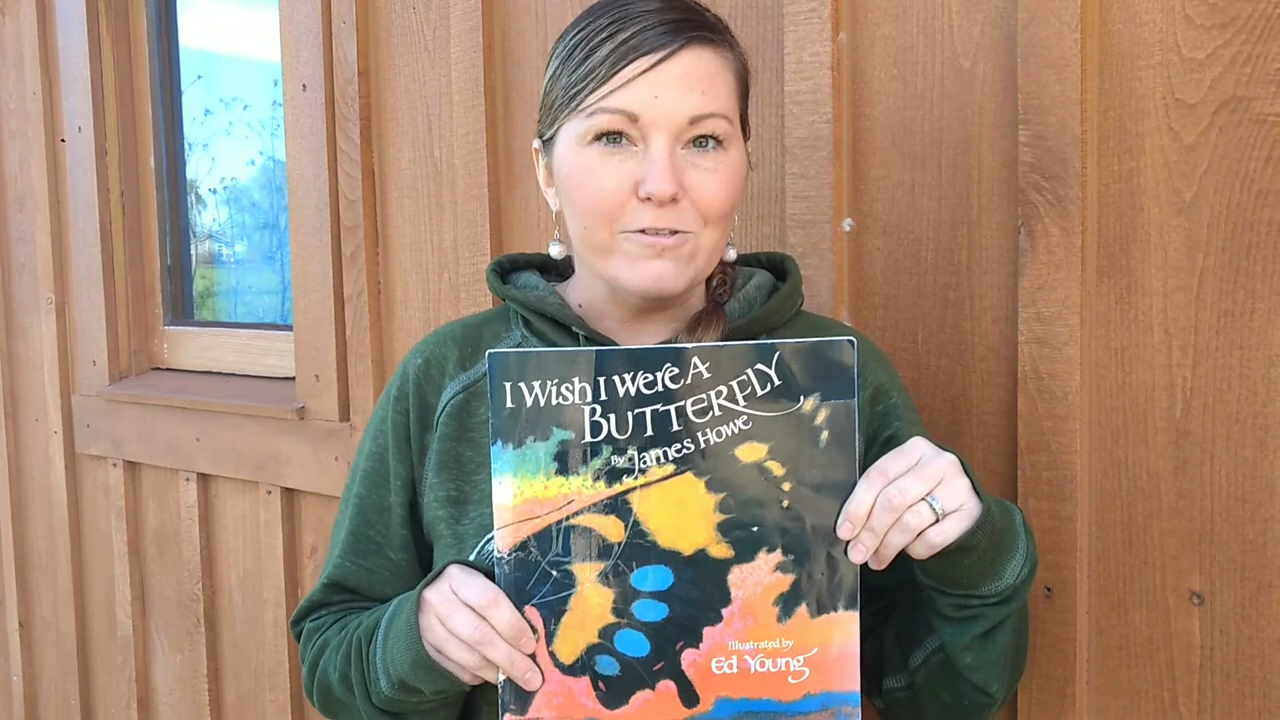 I Wish I Were A
BUTTERFLY
By James Howe
Illustrated by
Ed Young